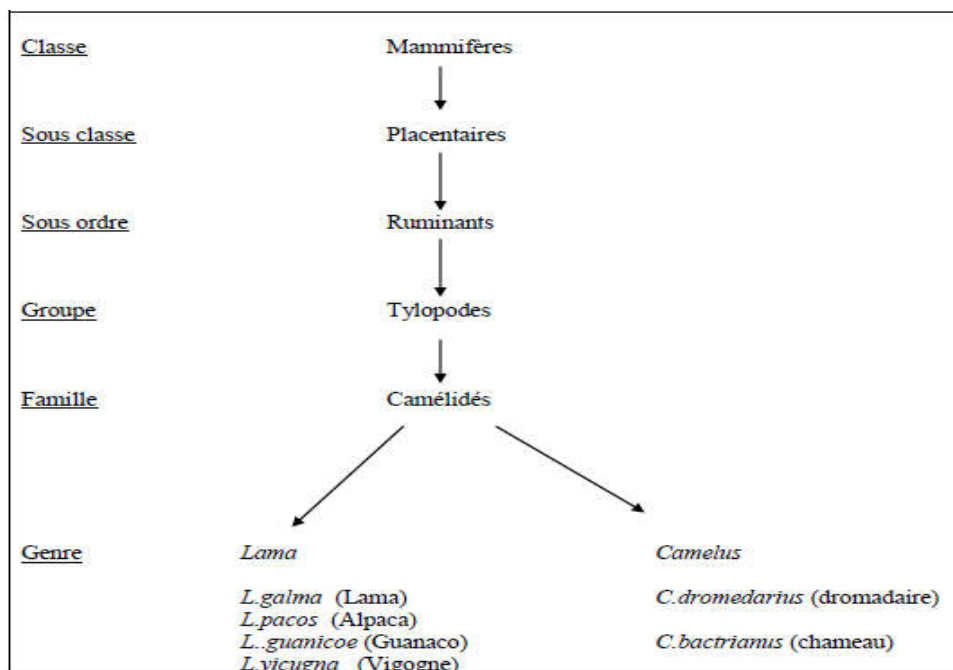 Classe Mammifères
Sous classe Placentaires
Sous ordre Ruminants
Groupe Tylopodes
Famille Camélidés
Genre Lama Camelus
L.galma (Lama) C.dromedarius (dromadaire)
L.pacos (Alpaca)
L..guanicoe (Guanaco) C.bactrianus (chameau)
L.vicugna (Vigogne)